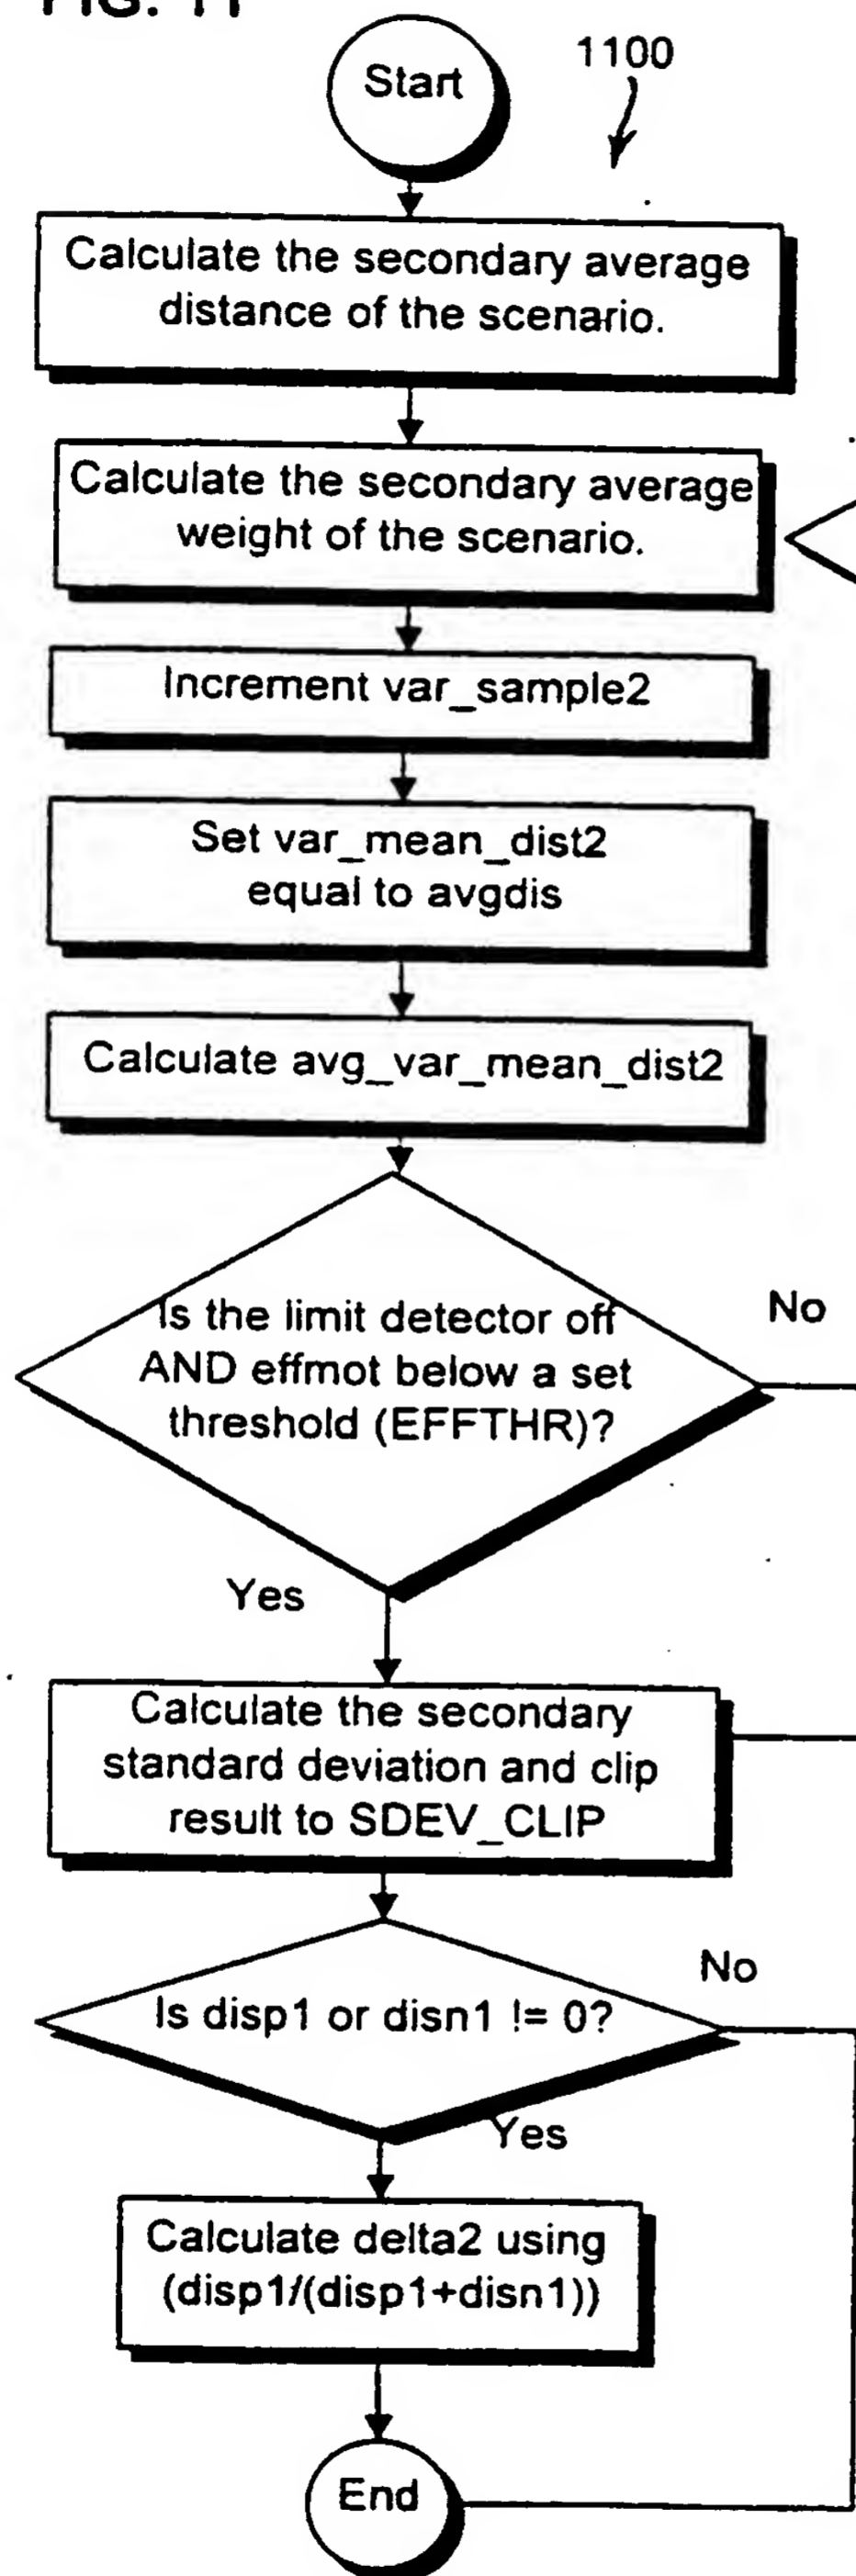 FIG. 11
Start
1100
Calculate the secondary average
distance of the scenario.
Calculate the secondary average
weight of the scenario.
Increment var_sample2
Set var_mean_dist2
equal to avgdis
Calculate avg_var_mean_dist2
Is the limit detector off
AND effmot below a set
threshold (EFFTHR)?
No
Yes
Calculate the secondary
standard deviation and clip
result to SDEV_CLIP
No
Is disp1 or disn1 != 0?
Yes
Calculate delta2 using
(disp1/(disp1+disn1))
End